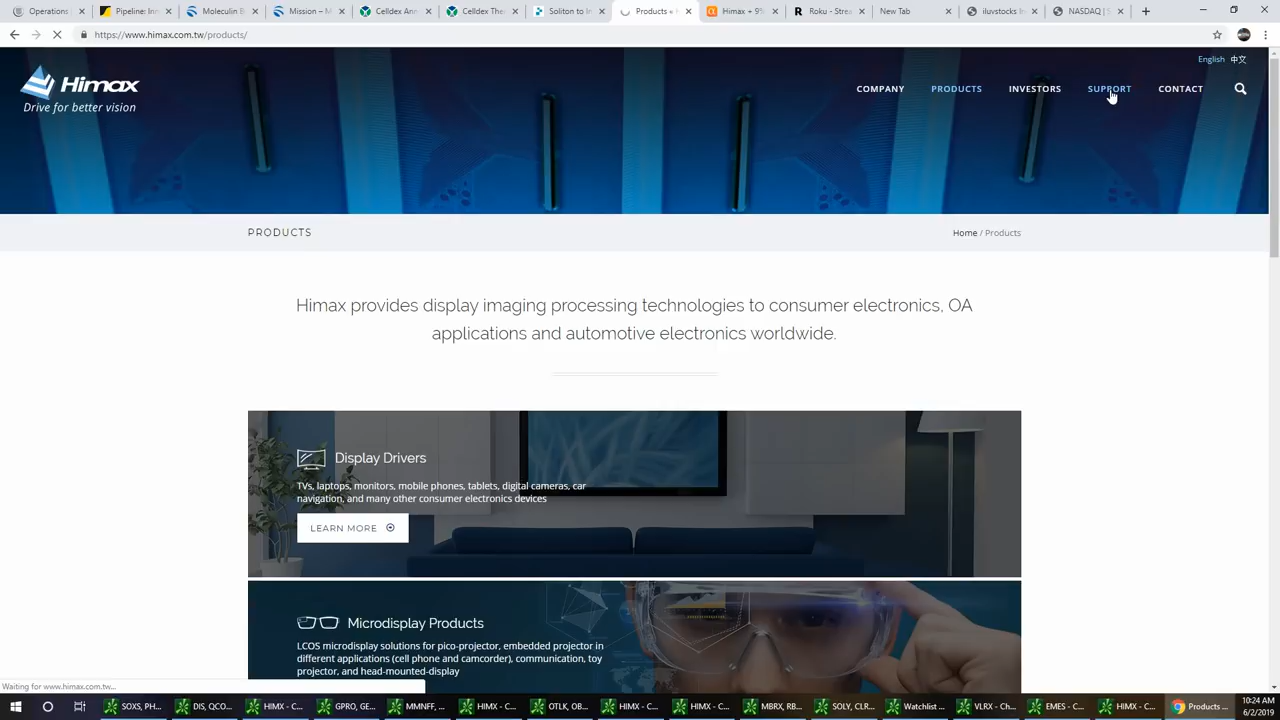 Operations
Pipeline: Inno
Moleculin B
Mission – M
Celldex Ann
Celldex The
Soliton to In
Products «
Himax + 95
Roku - Strea
New Tab
iluvstocks
NASDAQ | S
https://www.himax.com.tw/products/
English 中文
Himax
Drive for better vision
COMPANY PRODUCTS INVESTORS SUPPORT CONTACT
PRODUCTS
Home / Products
Himax provides display imaging processing technologies to consumer electronics, OA
applications and automotive electronics worldwide.
Display Drivers
TVs, laptops, monitors, mobile phones, tablets, digital cameras, car
navigation, and many other consumer electronics devices
LEARN MORE
Microdisplay Products
LCOS microdisplay solutions for pico-projector, embedded projector in
different applications (cell phone and camcorder), communication, toy
projector, and head-mounted-display
Waiting for www.himax.com.tw...
SOXS, PH...
DIS, QCO...
HIMX - C...
GPRO, GE...
MMNFF, ...
HIMX - C...
OTLK, OB...
HIMX - C...
HIMX - C...
MBRX, RB...
SOLY, CLR...
Watchlist ...
VLRX - Ch...
EMES - C...
HIMX - C...
Products ...
10:24 AM
6/2/2019